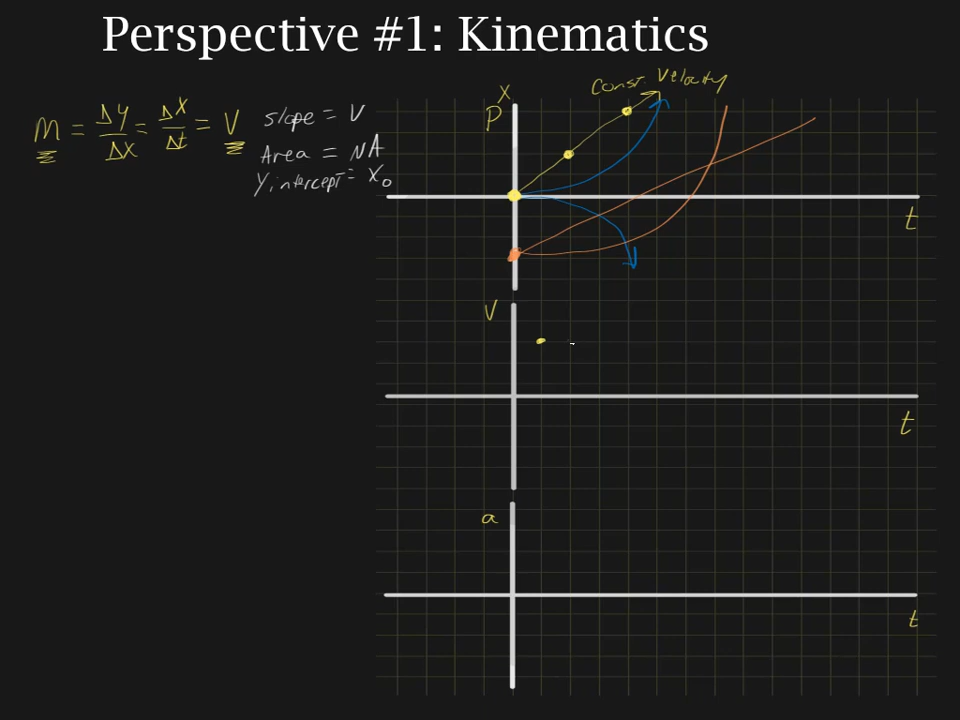 Perspective #1: Kinematics
Const. Velocity
X
P
m = Δy/Δx = Δx/Δt = V
slope = V
Area = NA
Y intercept = X₀
t
V
t
a
t